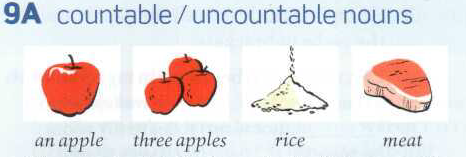 9A countable / uncountable nouns
an apple three apples rice meat